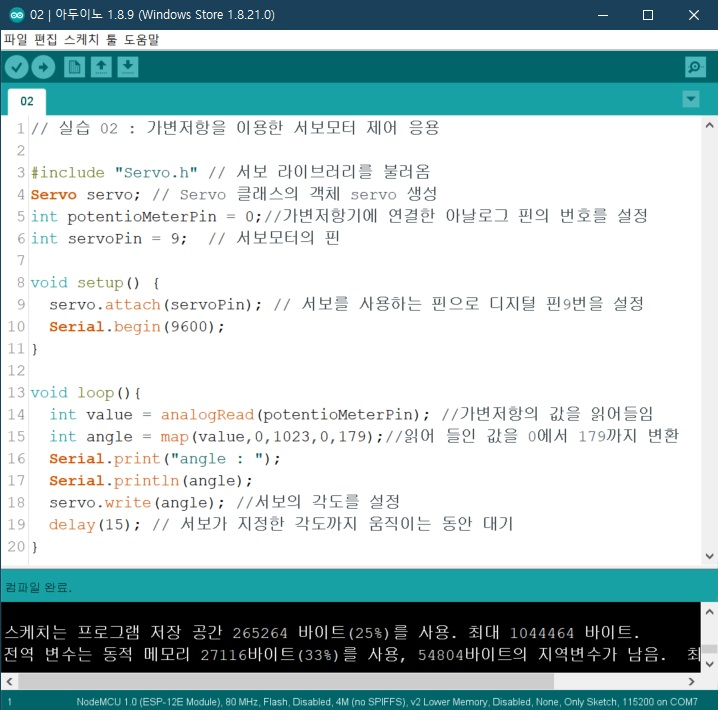 02 | 아두이노 1.8.9 (Windows Store 1.8.21.0)
파일 편집 스케치 툴 도움말
02
1 // 실습 02 : 가변저항을 이용한 서보모터 제어 응용
2
3 #include "Servo.h" // 서보 라이브러리를 불러옴
4 Servo servo; // Servo 클래스의 객체 servo 생성
5 int potentioMeterPin = 0;//가변저항기에 연결한 아날로그 핀의 번호를 설정
6 int servoPin = 9;  // 서보모터의 핀
7
8 void setup() {
9   servo.attach(servoPin); // 서보를 사용하는 핀으로 디지털 핀9번을 설정
10   Serial.begin(9600);
11 }
12
13 void loop(){
14   int value = analogRead(potentioMeterPin); //가변저항의 값을 읽어들임
15   int angle = map(value,0,1023,0,179);//읽어 들인 값을 0에서 179까지 변환
16   Serial.print("angle : ");
17   Serial.println(angle);
18   servo.write(angle); //서보의 각도를 설정
19   delay(15); // 서보가 지정한 각도까지 움직이는 동안 대기
20 }
컴파일 완료.
스케치는 프로그램 저장 공간 265264 바이트(25%)를 사용. 최대 1044464 바이트.
전역 변수는 동적 메모리 27116바이트(33%)를 사용, 54804바이트의 지역변수가 남음.  최
1 NodeMCU 1.0 (ESP-12E Module), 80 MHz, Flash, Disabled, 4M (no SPIFFS), v2 Lower Memory, Disabled, None, Only Sketch, 115200 on COM7